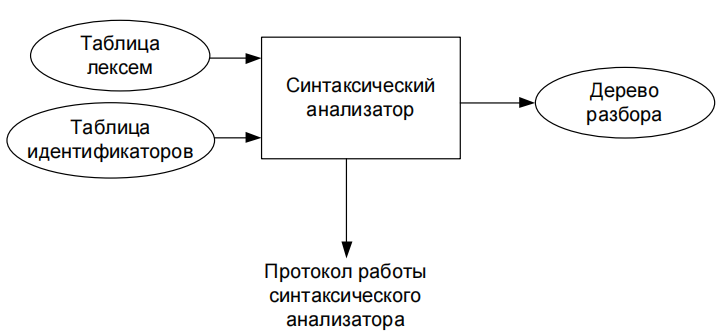 Таблица
лексем
Таблица
идентификаторов
Синтаксический
анализатор
Дерево
разбора
Протокол работы
синтаксического
анализатора